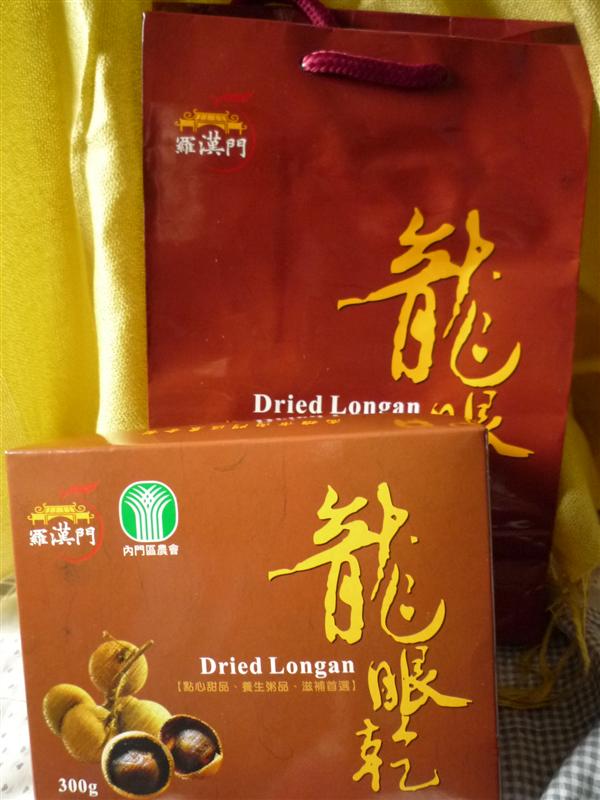 羅漢門
龍
眼
Dried Longan
羅漢門
內門區農會
龍
眼
乾
Dried Longan
【點心甜品、養生粥品、滋補首選】
300g